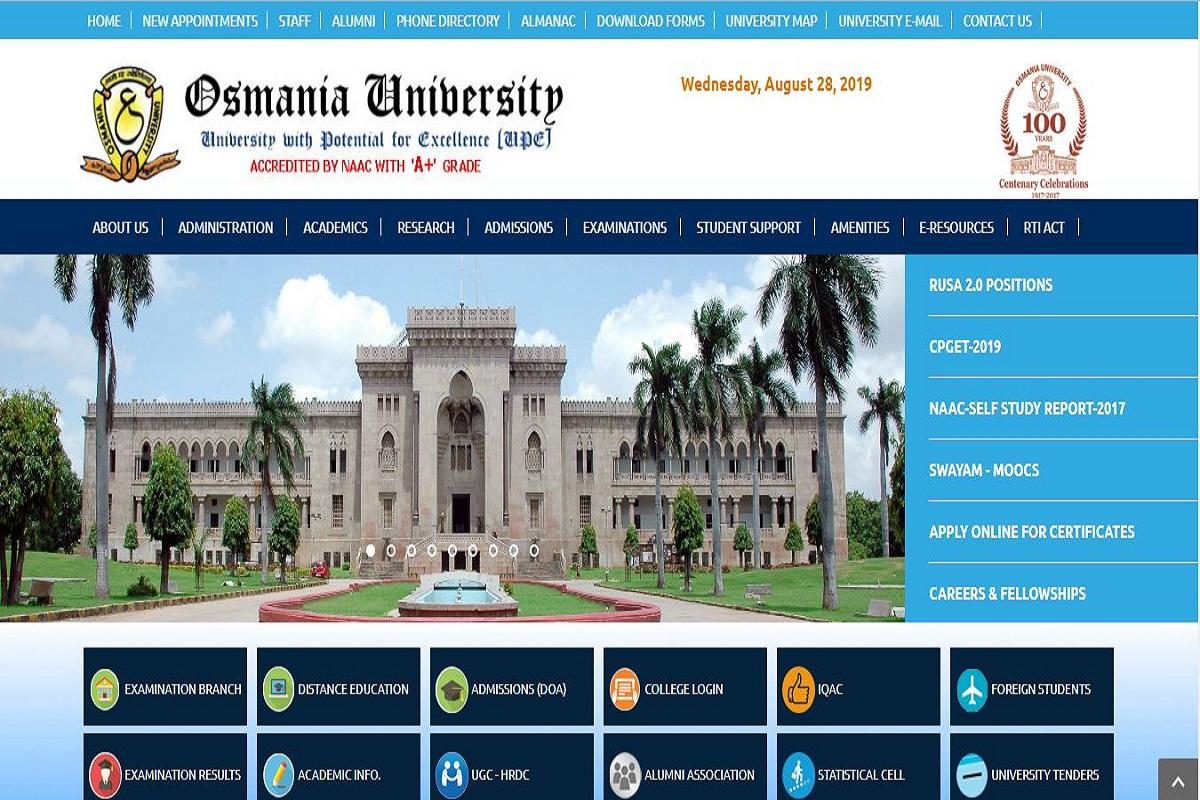 HOME NEW APPOINTMENTS STAFF ALUMNI PHONE DIRECTORY ALMANAC DOWNLOAD FORMS UNIVERSITY MAP UNIVERSITY E-MAIL CONTACT US
Osmania University
University with Potential for Excellence [UPE]
ACCREDITED BY NAAC WITH 'A+' GRADE
OSMANIA UNIVERSITY
Wednesday, August 28, 2019
OSMANIA UNIVERSITY
100
YEARS
Centenary Celebrations
1917-2017
ABOUT US ADMINISTRATION ACADEMICS RESEARCH ADMISSIONS EXAMINATIONS STUDENT SUPPORT AMENITIES E-RESOURCES RTI ACT
RUSA 2.0 POSITIONS
CPGET-2019
NAAC-SELF STUDY REPORT-2017
SWAYAM - MOOCS
APPLY ONLINE FOR CERTIFICATES
CAREERS & FELLOWSHIPS
EXAMINATION BRANCH DISTANCE EDUCATION ADMISSIONS (DOA) COLLEGE LOGIN IQAC FOREIGN STUDENTS
EXAMINATION RESULTS ACADEMIC INFO. UGC - HRDC ALUMNI ASSOCIATION STATISTICAL CELL UNIVERSITY TENDERS